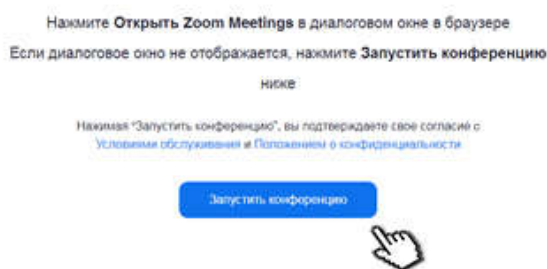 Нажмите Открыть Zoom Meetings в диалоговом окне в браузере
Если диалоговое окно не отображается, нажмите Запустить конференцию
ниже
Нажимая “Запустить конференцию”, вы подтверждаете свое согласие с
Условиями обслуживания и Положением о конфиденциальности
Запустить конференцию